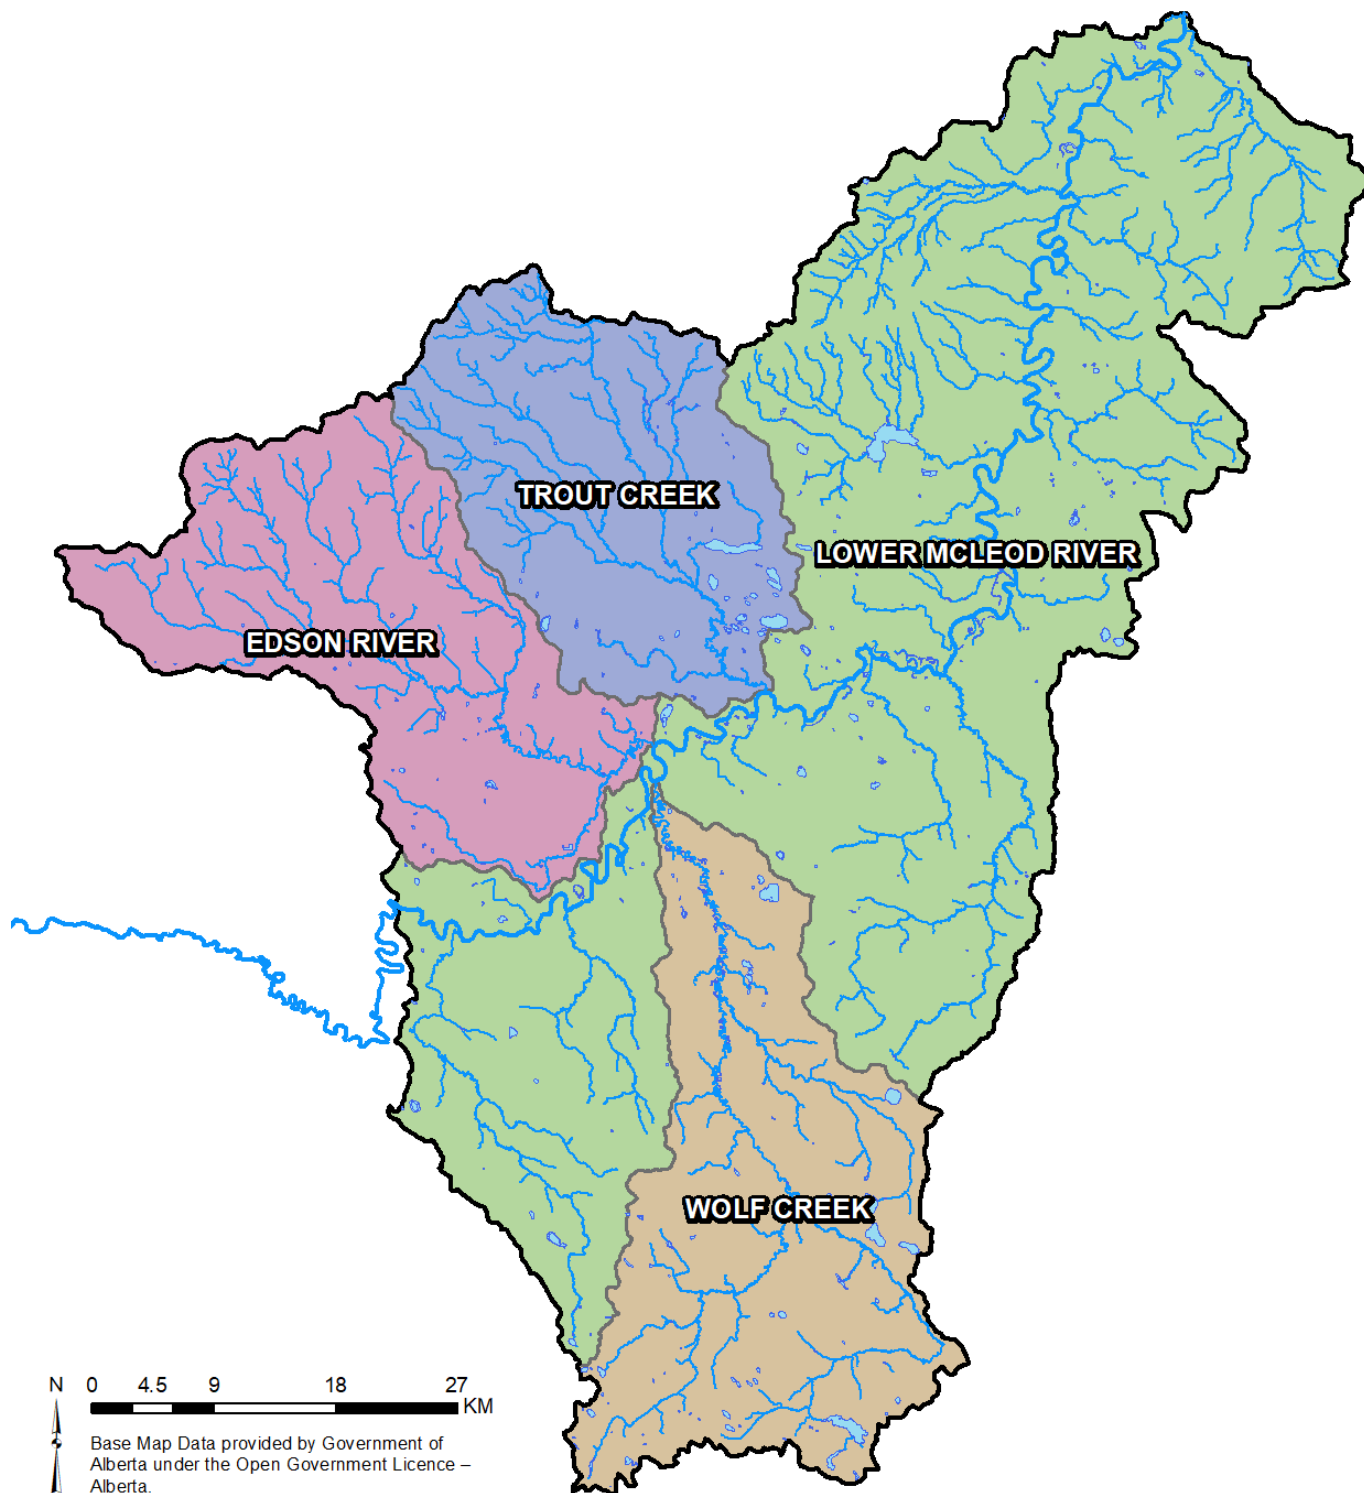 TROUT CREEK
LOWER MCLEOD RIVER
EDSON RIVER
WOLF CREEK
N 0 4.5 9 18 27
KM
Base Map Data provided by Government of
Alberta under the Open Government Licence –
Alberta.